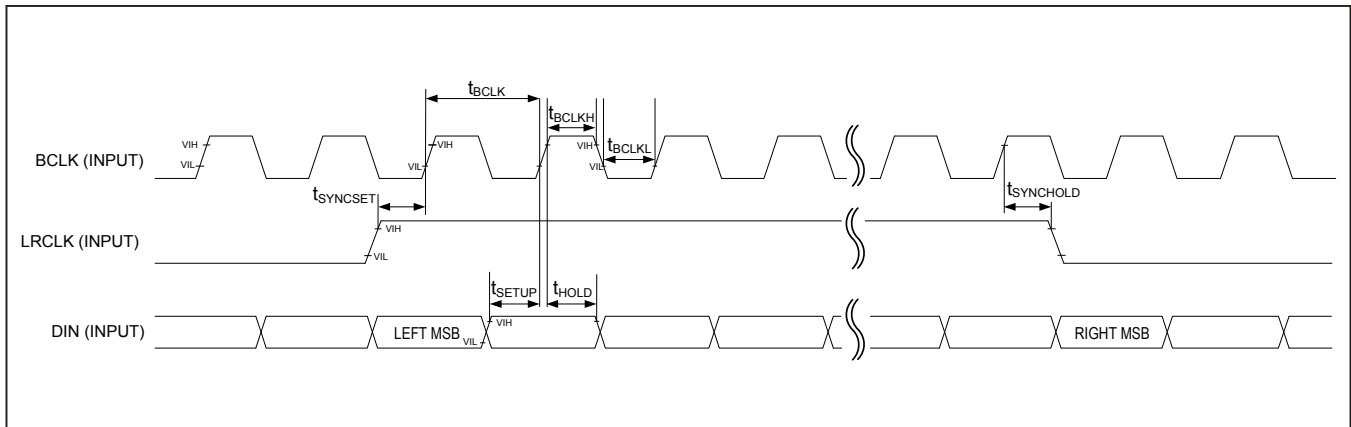 tBCLK
tBCLKH
tBCLKL
BCLK (INPUT)
VIH
VIL
VIH
VIL
VIH
VIL
tSYNCSET
tSYNCHOLD
LRCLK (INPUT)
VIH
VIL
tSETUP
tHOLD
DIN (INPUT)
LEFT MSB
VIH
VIL
RIGHT MSB